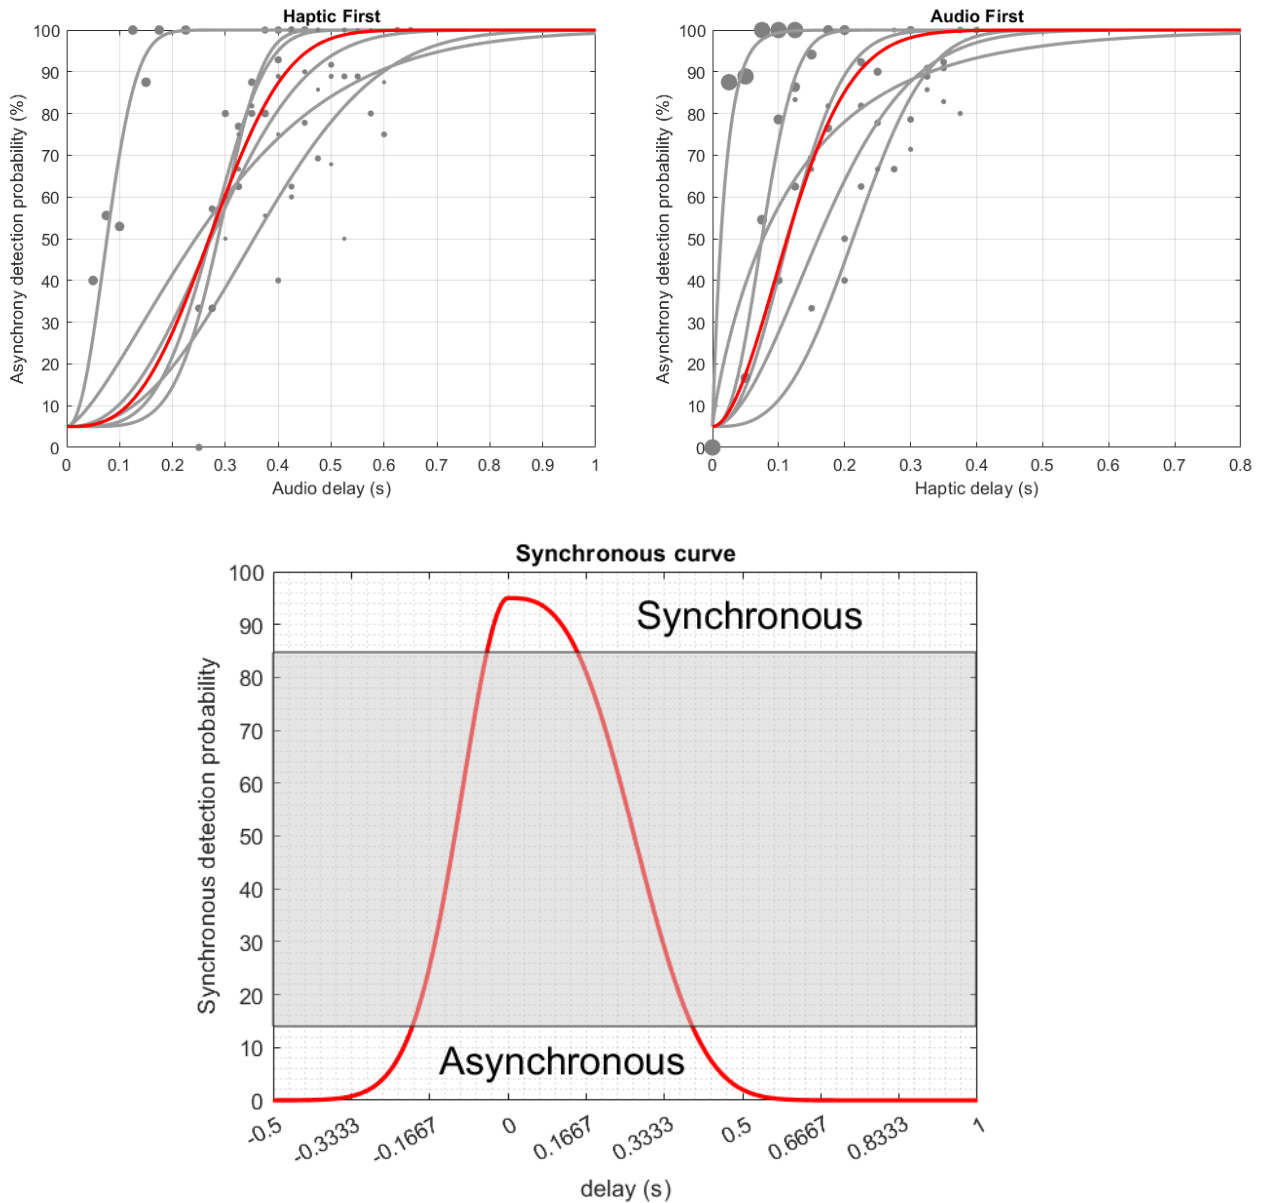 Haptic First
Asynchrony detection probability (%)
100
90
80
70
60
50
40
30
20
10
0
0 0.1 0.2 0.3 0.4 0.5 0.6 0.7 0.8 0.9 1
Audio delay (s)
Audio First
Asynchrony detection probability (%)
100
90
80
70
60
50
40
30
20
10
0
0 0.1 0.2 0.3 0.4 0.5 0.6 0.7 0.8
Haptic delay (s)
Synchronous curve
Synchronous detection probability
100
90
80
70
60
50
40
30
20
10
0
Synchronous
Asynchronous
-0.5 -0.3333 -0.1667 0 0.1667 0.3333 0.5 0.6667 0.8333 1
delay (s)